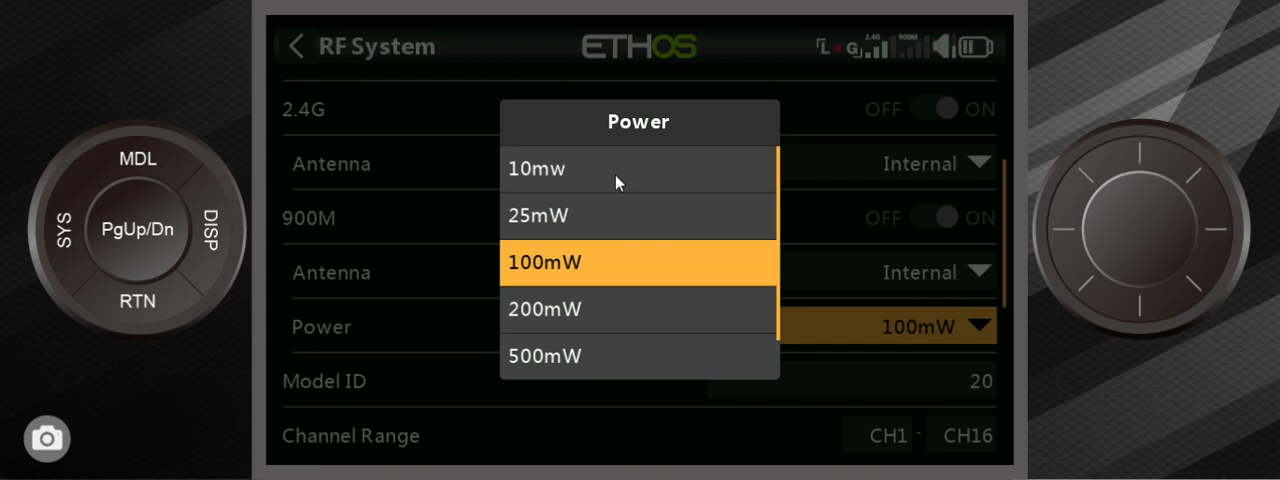 RF System
ETHOS
L G
2.4G 900M
2.4G
OFF ON
Antenna
Internal
900M
OFF ON
Antenna
Internal
Power
100mW
Model ID
20
Channel Range
CH1 - CH16
Power
10mw
25mW
100mW
200mW
500mW
MDL
SYS
PgUp/Dn
DISP
RTN